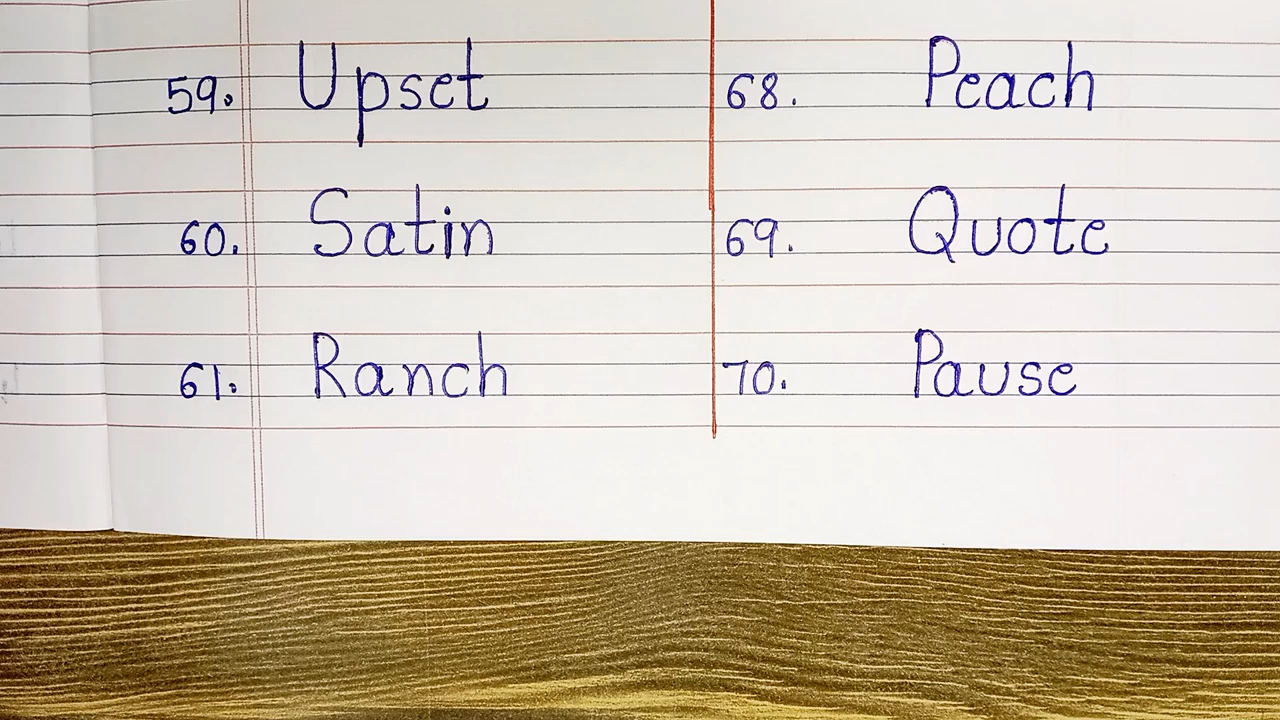 59. Upset
60. Satin
61. Ranch
68. Peach
69. Quote
70. Pause